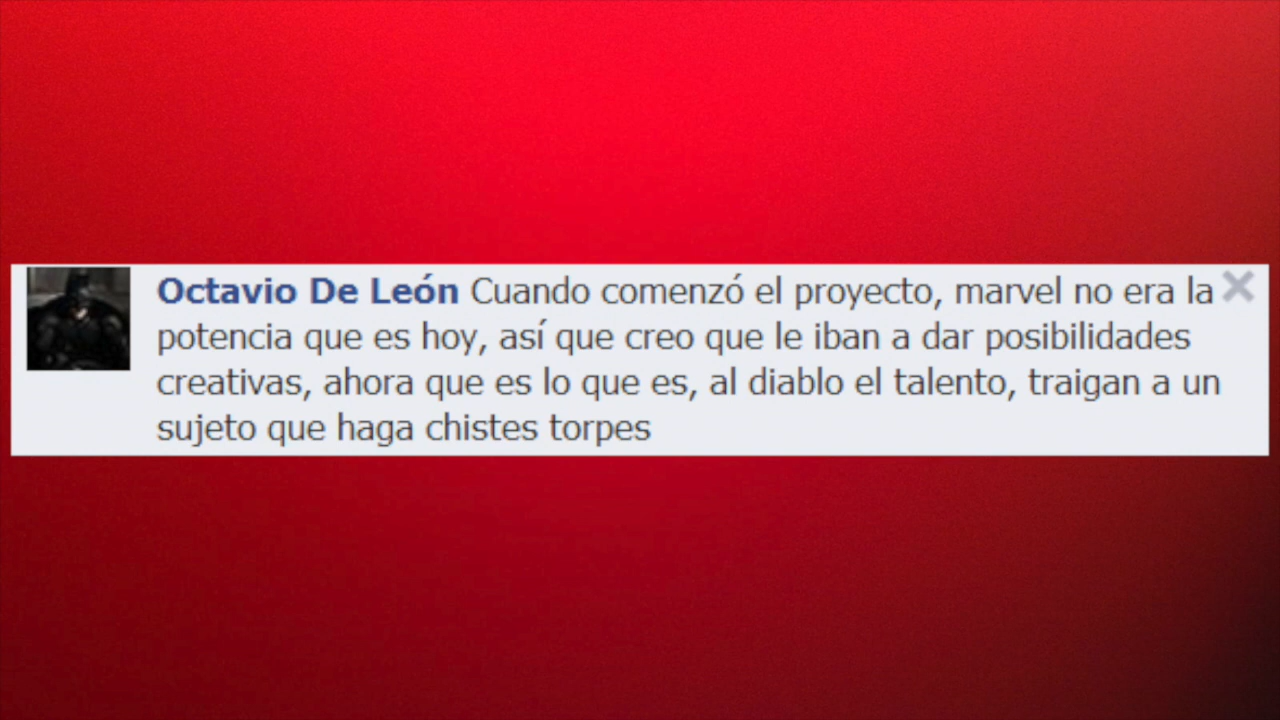 Octavio De León Cuando comenzó el proyecto, marvel no era la
potencia que es hoy, así que creo que le iban a dar posibilidades
creativas, ahora que es lo que es, al diablo el talento, traigan a un
sujeto que haga chistes torpes